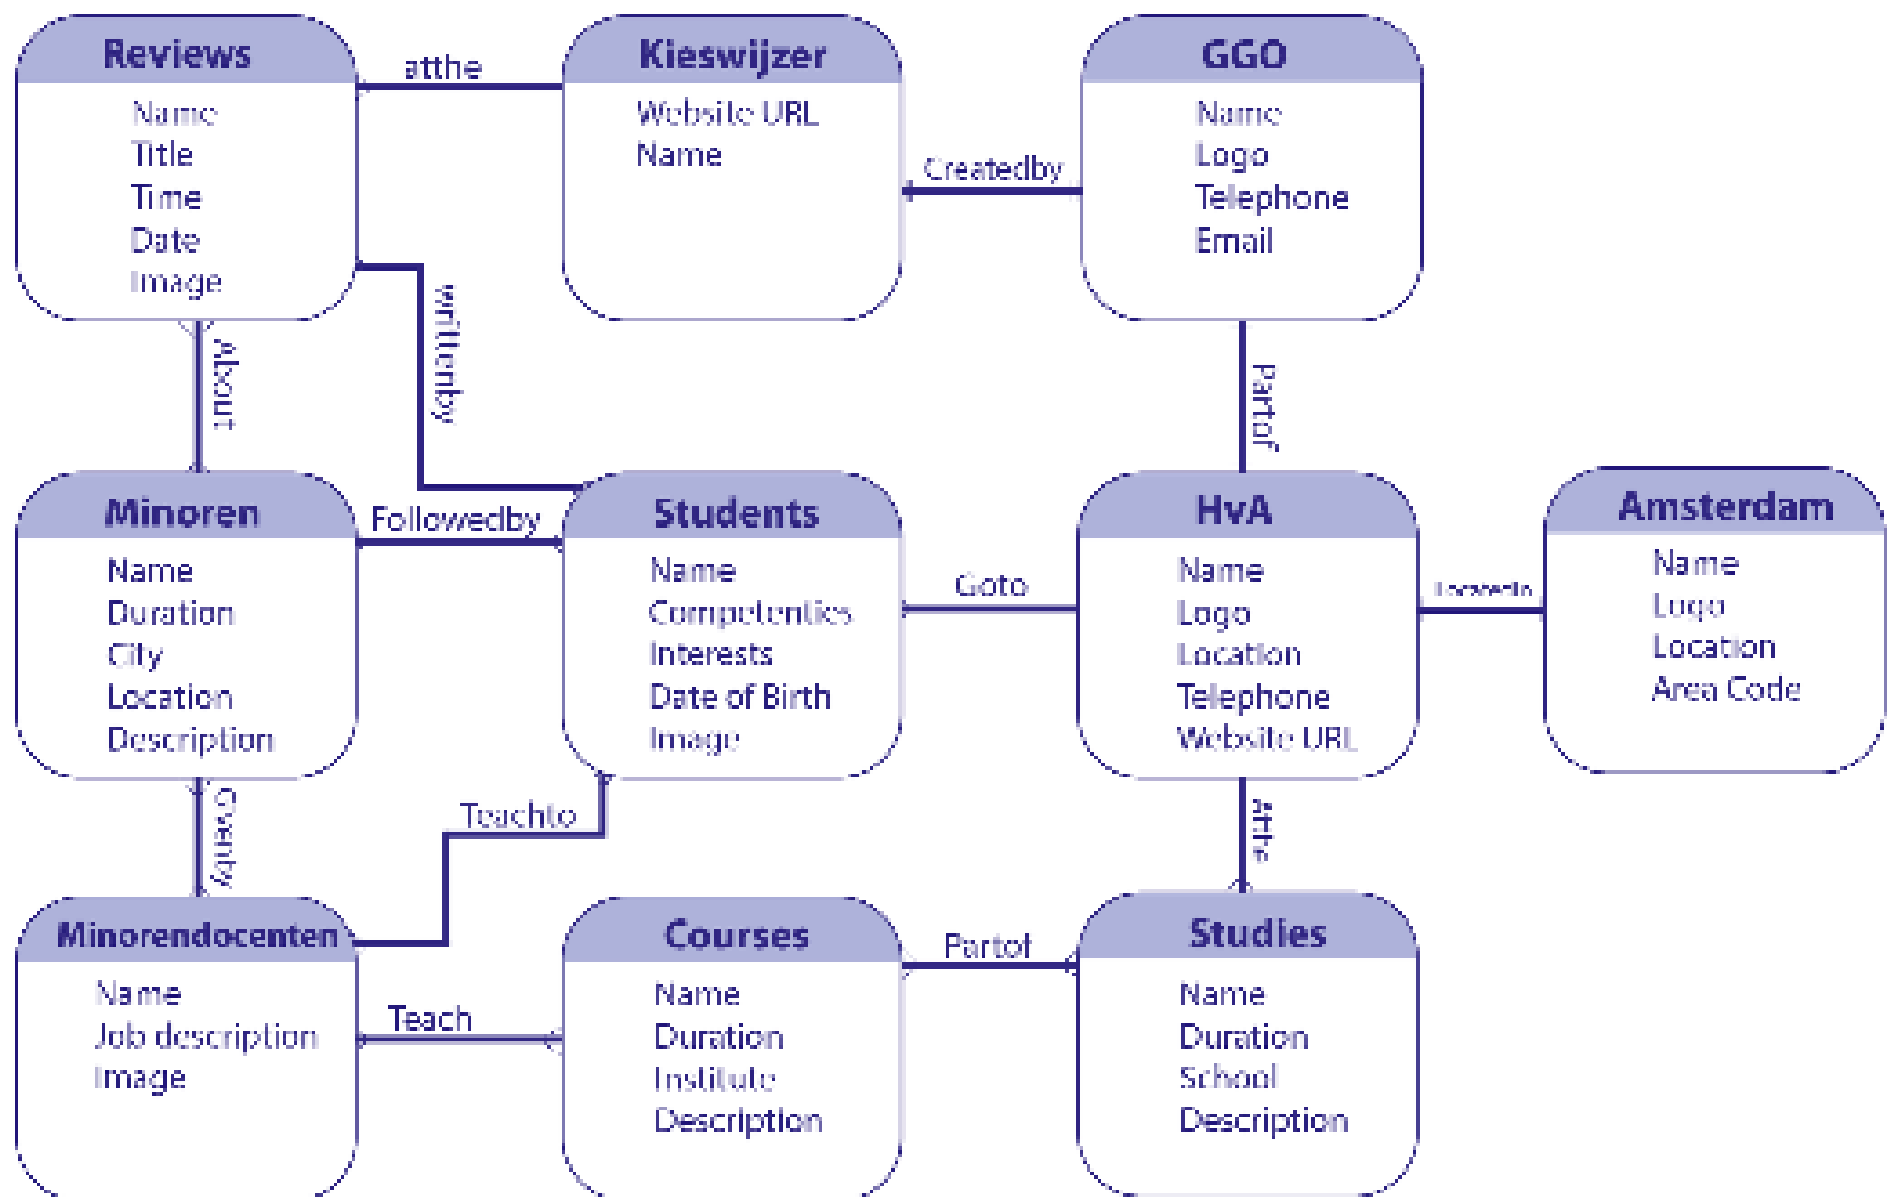 Reviews
Name
Title
Time
Date
Image
atthe
Kieswijzer
Website URL
Name
Createdby
GGO
Name
Logo
Telephone
Email
About
writtenby
Partof
Minoren
Name
Duration
City
Location
Description
Followedby
Students
Name
Competenties
Interests
Date of Birth
Image
Goto
HvA
Name
Logo
Location
Telephone
Website URL
LocatedIn
Amsterdam
Name
Logo
Location
Area Code
Gvenby
Teachto
atthe
Minorendocenten
Name
Job description
Image
Teach
Courses
Name
Duration
Institute
Description
Partof
Studies
Name
Duration
School
Description